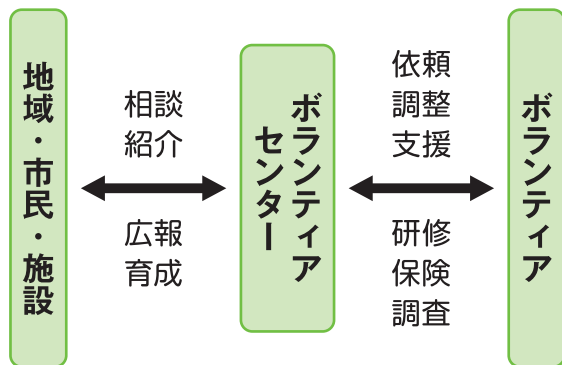 地域・市民・施設
相談
紹介
広報
育成
ボランティア
センター
依頼
調整
支援
研修
保険
調査
ボランティア